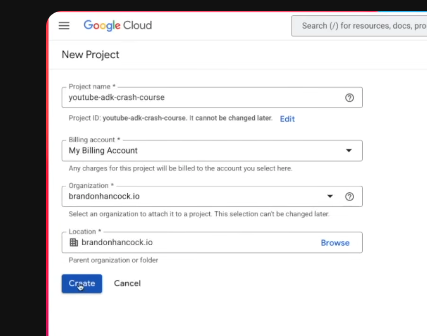 Google Cloud
Search (/) for resources, docs, pro
New Project
Project name *
youtube-adk-crash-course
Project ID: youtube-adk-crash-course. It cannot be changed later. Edit
Billing account *
My Billing Account
Any charges for this project will be billed to the account you select here.
Organization *
brandonhancock.io
Select an organization to attach it to a project. This selection can't be changed later.
Location *
brandonhancock.io Browse
Parent organization or folder
Create Cancel